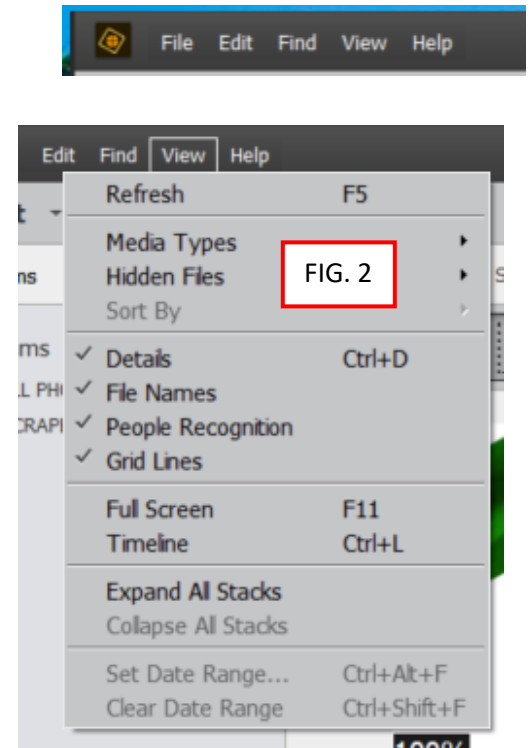 File Edit Find View Help
Edit Find View Help
Refresh F5
Media Types
Hidden Files
FIG. 2
Sort By
Details Ctrl+D
File Names
People Recognition
Grid Lines
Full Screen F11
Timeline Ctrl+L
Expand All Stacks
Collapse All Stacks
Set Date Range... Ctrl+Alt+F
Clear Date Range Ctrl+Shift+F